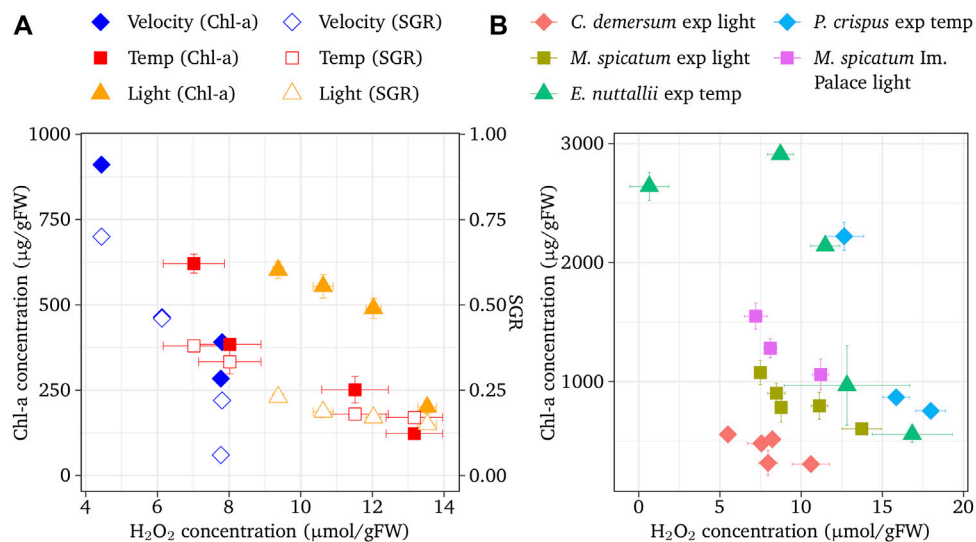 A
Velocity (Chl-a)
Velocity (SGR)
Temp (Chl-a)
Temp (SGR)
Light (Chl-a)
Light (SGR)
1000
750
500
250
0
Chl-a concentration (μg/gFW)
1.00
0.75
0.50
0.25
0.00
SGR
4 6 8 10 12 14
H₂O₂ concentration (μmol/gFW)
B
C. demersum exp light
P. crispus exp temp
M. spicatum exp light
M. spicatum Im.
Palace light
E. nuttallii exp temp
3000
2000
1000
Chl-a concentration (μg/gFW)
0 5 10 15 20
H₂O₂ concentration (μmol/gFW)